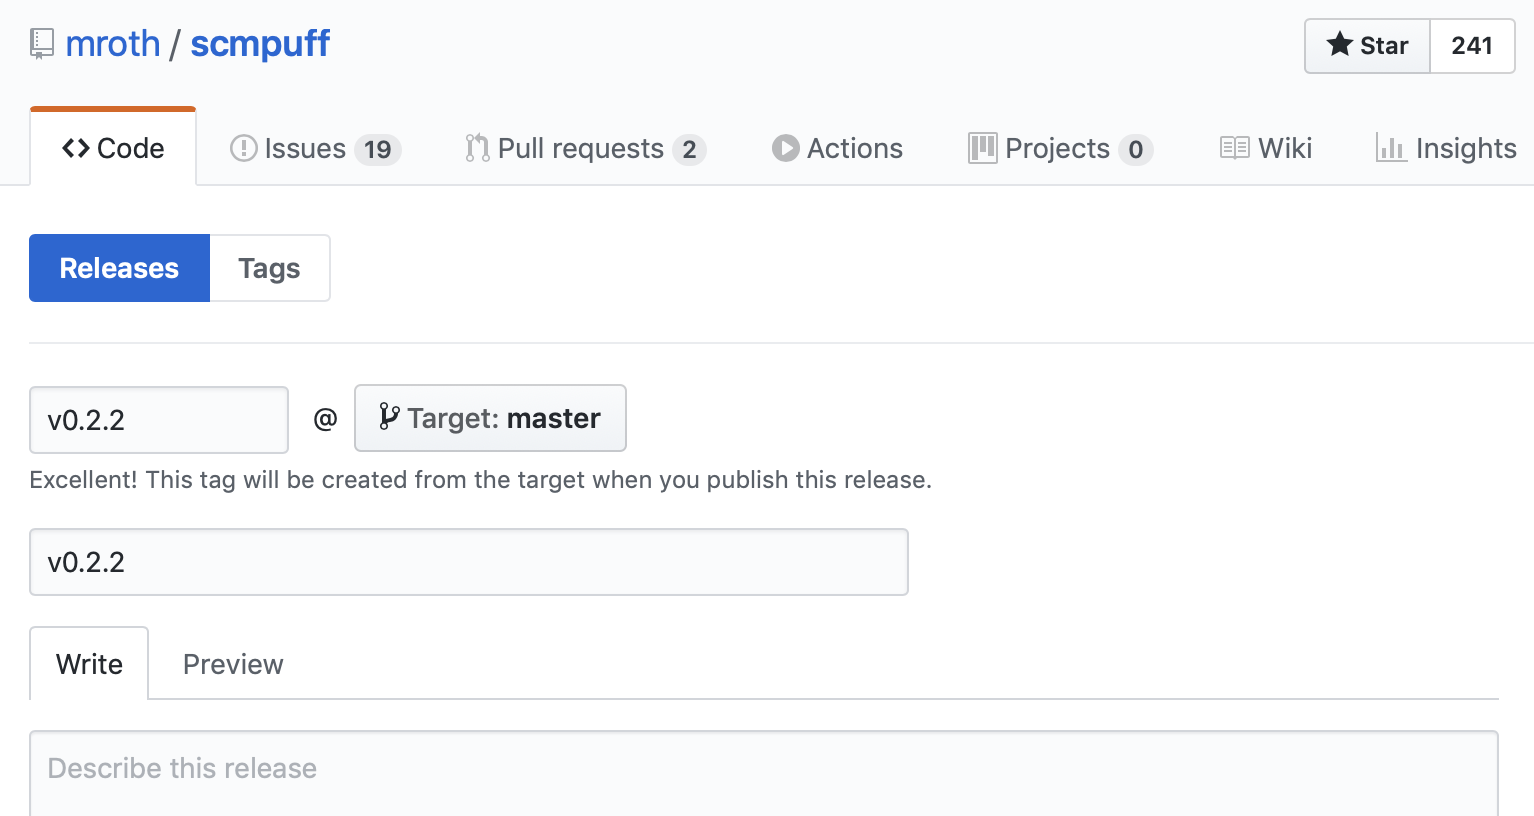 mroth / scmpuff
Star 241
Code Issues 19 Pull requests 2 Actions Projects 0 Wiki Insights
Releases Tags
v0.2.2 @ Target: master
Excellent! This tag will be created from the target when you publish this release.
v0.2.2
Write Preview
Describe this release